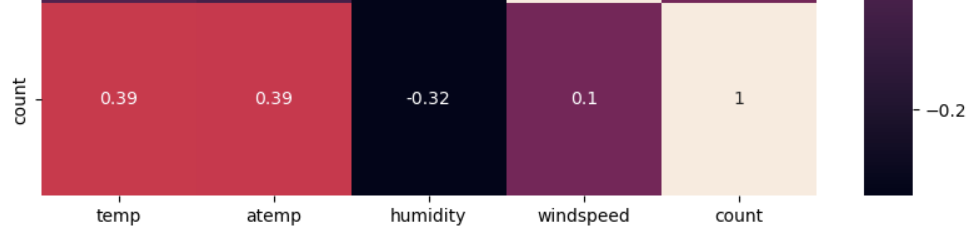 count
0.39 0.39 -0.32 0.1 1
−0.2
temp atemp humidity windspeed count